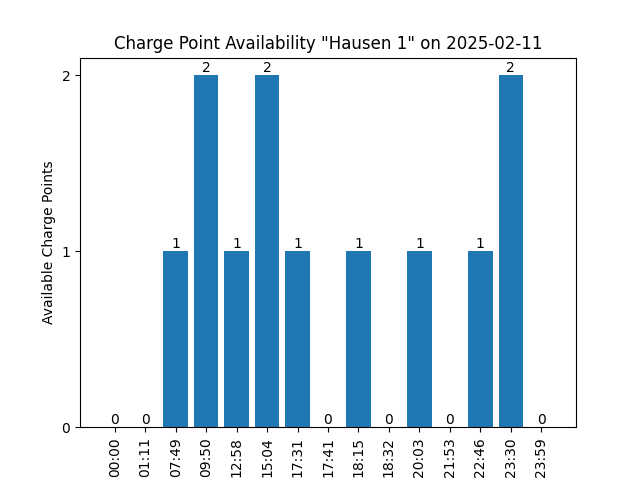 Charge Point Availability "Hausen 1" on 2025-02-11
Available Charge Points
2
1
0
0 0 1 2 1 2 1 0 1 0 1 0 1 2 0
00:00 01:11 07:49 09:50 12:58 15:04 17:31 17:41 18:15 18:32 20:03 21:53 22:46 23:30 23:59